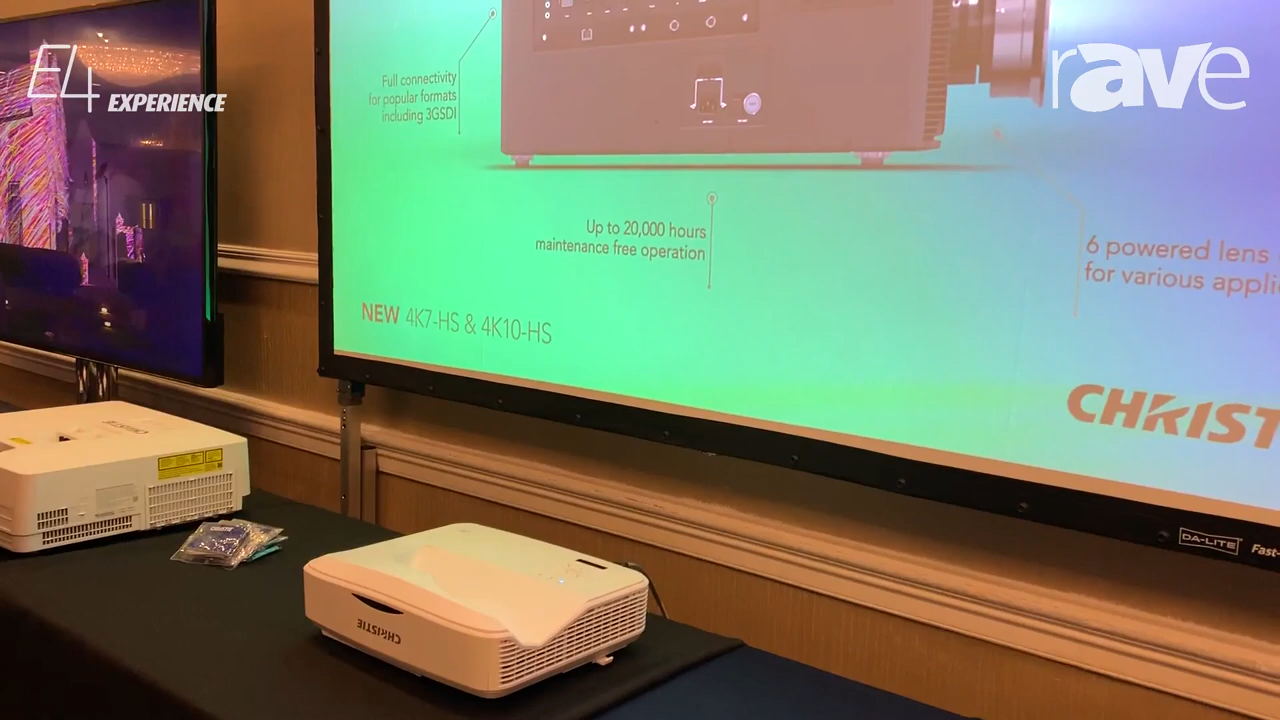 E4 EXPERIENCE
rave
Full connectivity
for popular formats
including 3GSDI
Up to 20,000 hours
maintenance free operation
6 powered lens
for various appli
NEW 4K7-HS & 4K10-HS
CHRIST
CHRISTIE
CHRISTIE
DA-LITE
Fast-